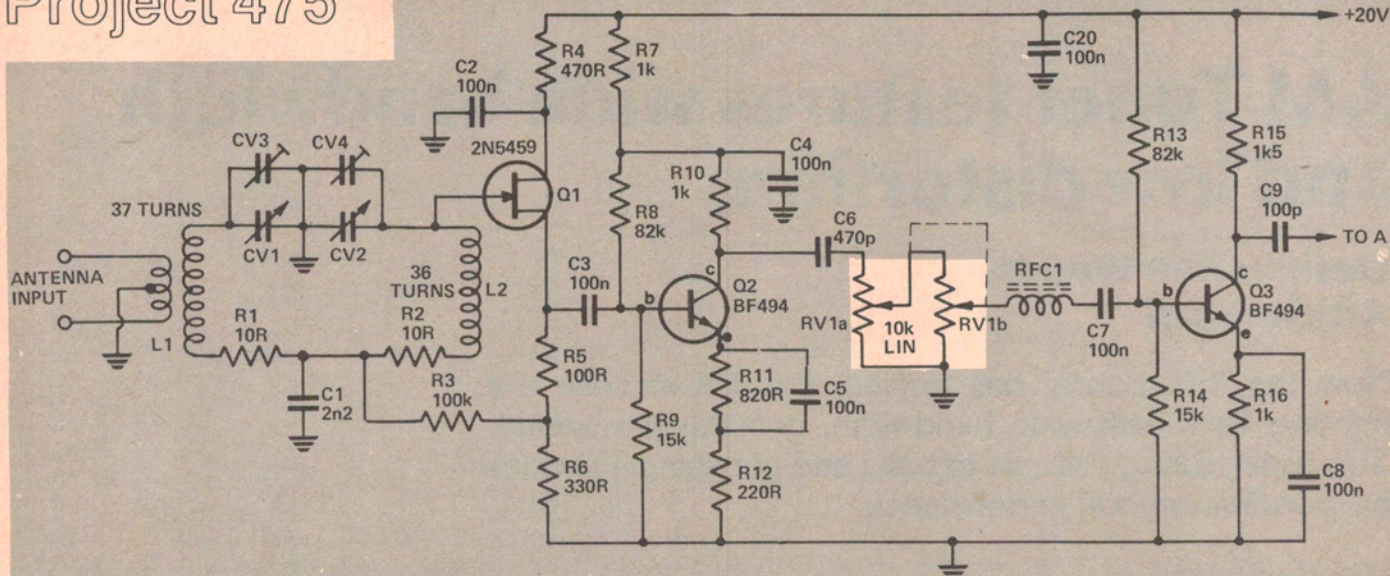 Project 475
+20V
R4
470R
R7
1k
C20
100n
C2
100n
R13
82k
R15
1k5
CV3
CV4
2N5459
C4
100n
R10
1k
Q1
37 TURNS
R8
82k
C6
470p
C9
100p
TO A
CV1
CV2
ANTENNA
INPUT
36
TURNS
L2
C3
100n
RFC1
c
Q2
BF494
b
e
c
Q3
BF494
b
e
R1
10R
R2
10R
RV1a
10k
LIN
RV1b
C7
100n
L1
R5
100R
R11
820R
C5
100n
R3
100k
C1
2n2
R9
15k
R14
15k
R16
1k
R6
330R
R12
220R
C8
100n